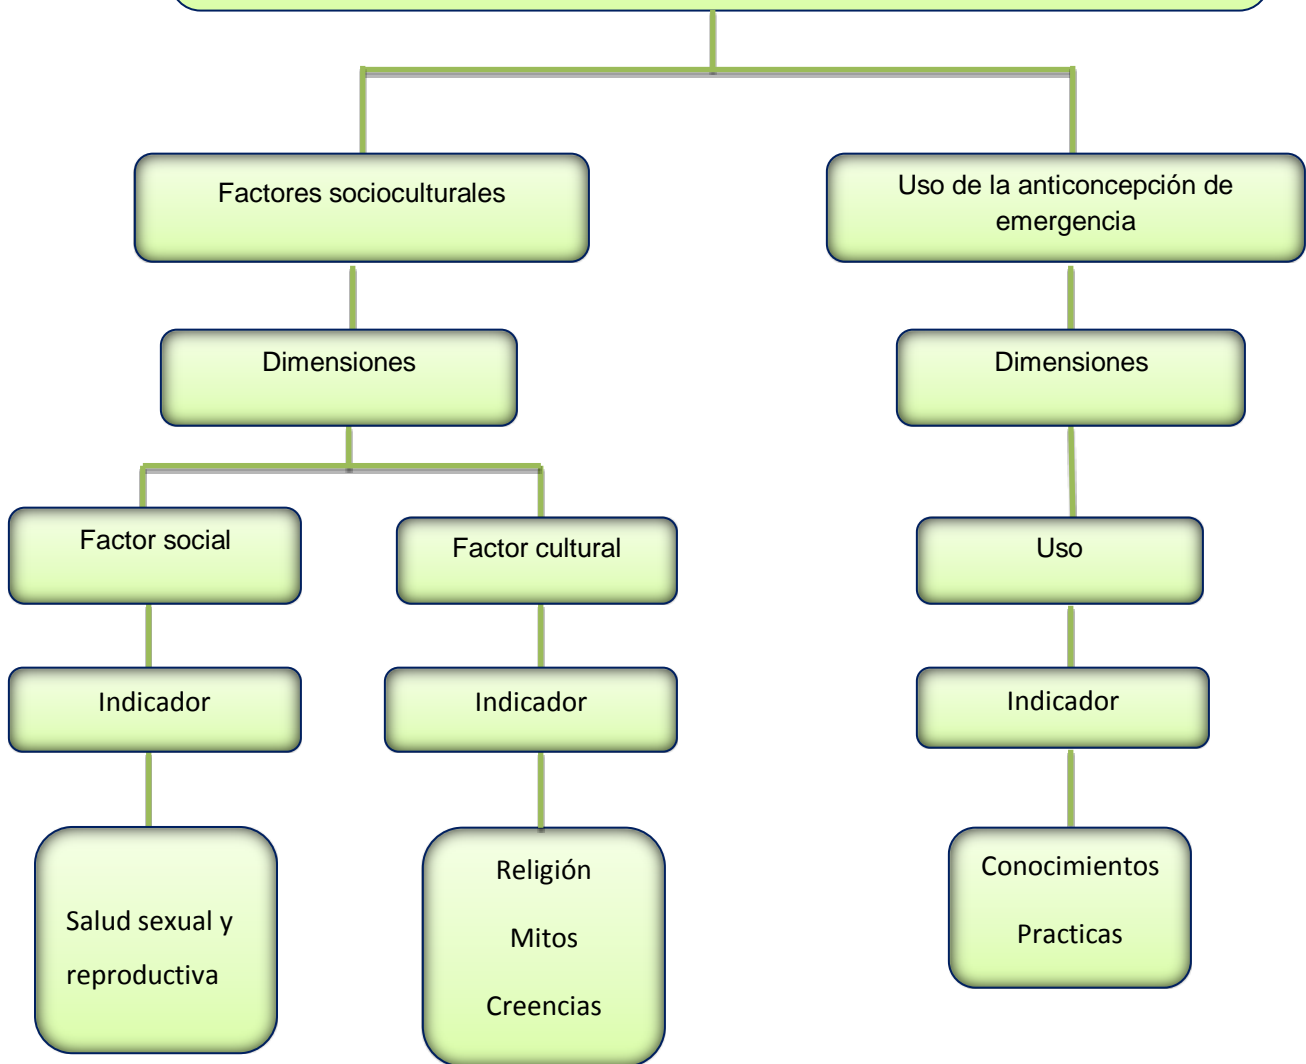 Factores socioculturales
Uso de la anticoncepción de
emergencia
Dimensiones
Dimensiones
Factor social
Factor cultural
Uso
Indicador
Indicador
Indicador
Salud sexual y
reproductiva
Religión
Mitos
Creencias
Conocimientos
Practicas